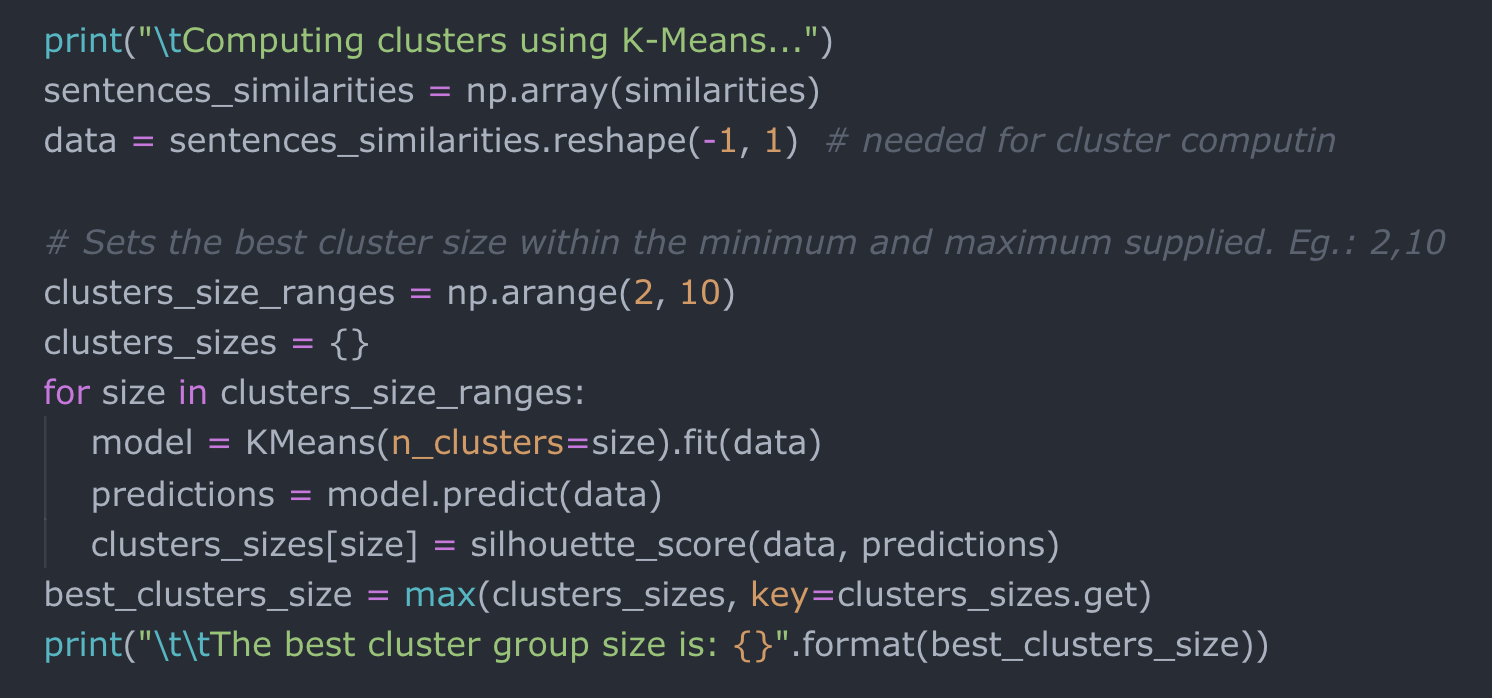 print("\tComputing clusters using K-Means...")
sentences_similarities = np.array(similarities)
data = sentences_similarities.reshape(-1, 1)  # needed for cluster computin

# Sets the best cluster size within the minimum and maximum supplied. Eg.: 2,10
clusters_size_ranges = np.arange(2, 10)
clusters_sizes = {}
for size in clusters_size_ranges:
    model = KMeans(n_clusters=size).fit(data)
    predictions = model.predict(data)
    clusters_sizes[size] = silhouette_score(data, predictions)
best_clusters_size = max(clusters_sizes, key=clusters_sizes.get)
print("\t\tThe best cluster group size is: {}".format(best_clusters_size))